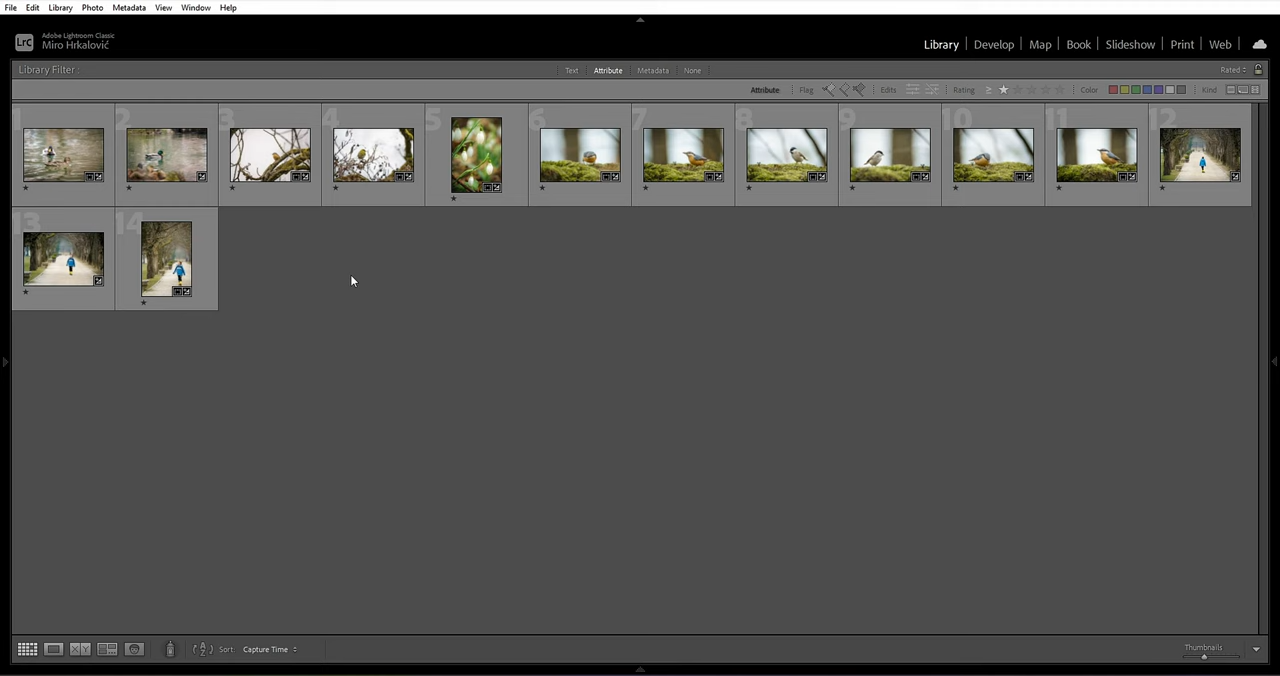 File Edit Library Photo Metadata View Window Help
Lrc
Adobe Lightroom Classic
Miro Hrkalović
Library | Develop | Map | Book | Slideshow | Print | Web |
Library Filter :
Text Attribute Metadata None
Rated
Attribute Flag Edits Rating ≥ ★ ★ ★ ★ ★ Color Kind
1 2 3 4 5 6 7 8 9 10 11 12
13 14
XY
Sort: Capture Time
Thumbnails